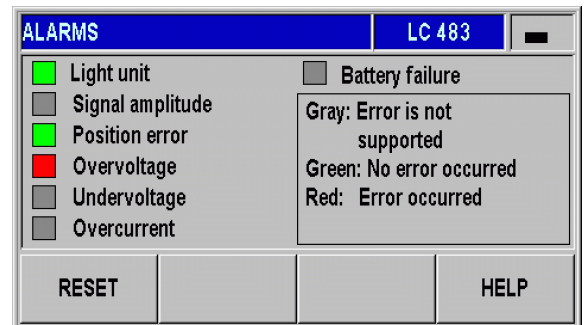 ALARMS LC 483
Light unit
Signal amplitude
Position error
Overvoltage
Undervoltage
Overcurrent
Battery failure
Gray: Error is not
supported
Green: No error occurred
Red: Error occurred
RESET HELP